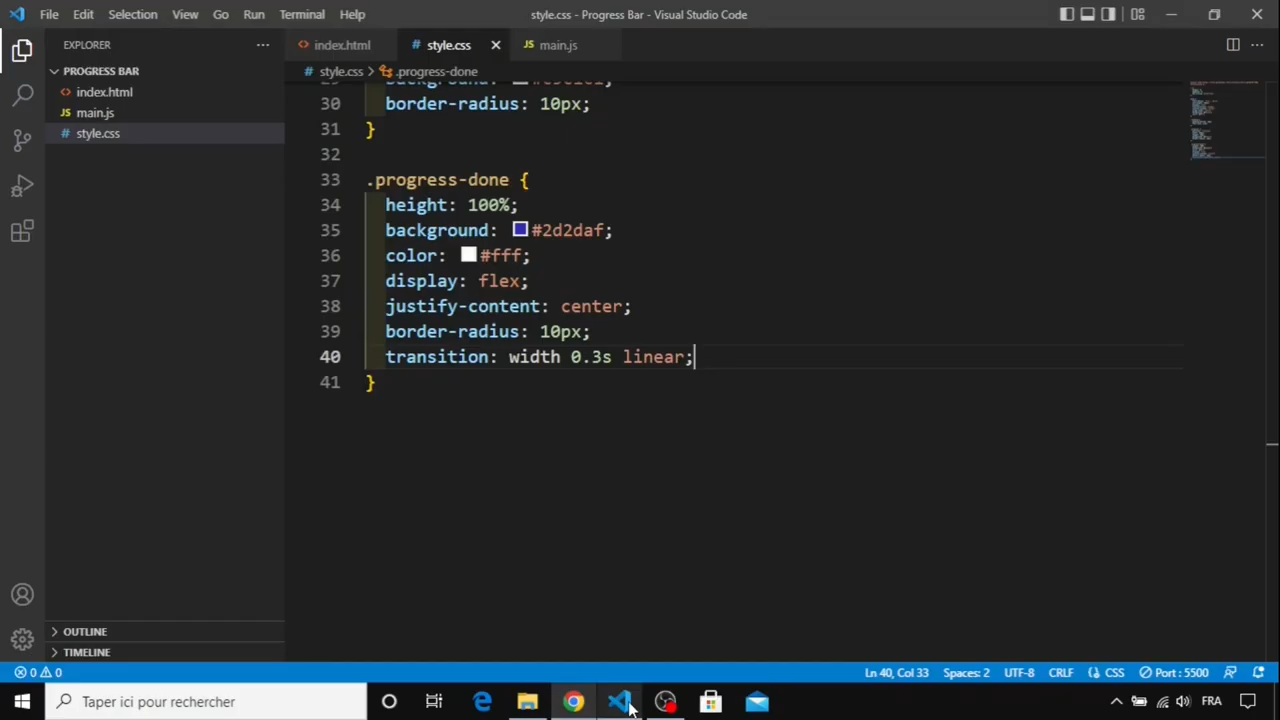 File Edit Selection View Go Run Terminal Help
style.css - Progress Bar - Visual Studio Code
EXPLORER
index.html
style.css
main.js
PROGRESS BAR
index.html
main.js
style.css
style.css > .progress-done
30 border-radius: 10px;
31 }
32
33 .progress-done {
34 height: 100%;
35 background: #2d2daf;
36 color: #fff;
37 display: flex;
38 justify-content: center;
39 border-radius: 10px;
40 transition: width 0.3s linear;
41 }
OUTLINE
TIMELINE
0 0
Ln 40, Col 33 Spaces: 2 UTF-8 CRLF CSS Port : 5500
Taper ici pour rechercher
FRA